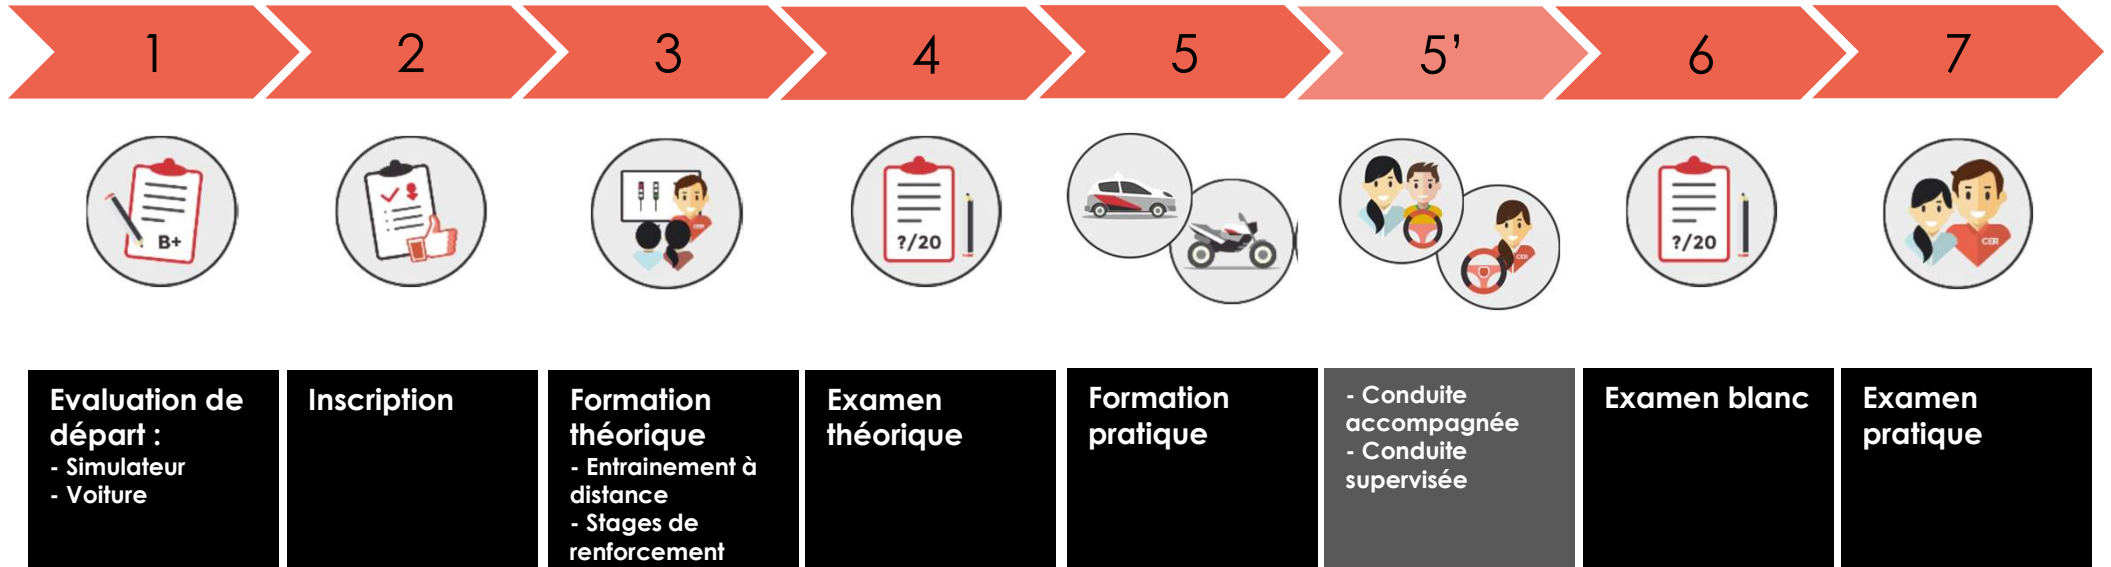 1
2
3
4
5
5’
6
7
B+
?/20
?/20
CER
CER
CER
Evaluation de
départ :
- Simulateur
- Voiture
Inscription
Formation
théorique
- Entrainement à
distance
- Stages de
renforcement
Examen
théorique
Formation
pratique
- Conduite
accompagnée
- Conduite
supervisée
Examen blanc
Examen
pratique